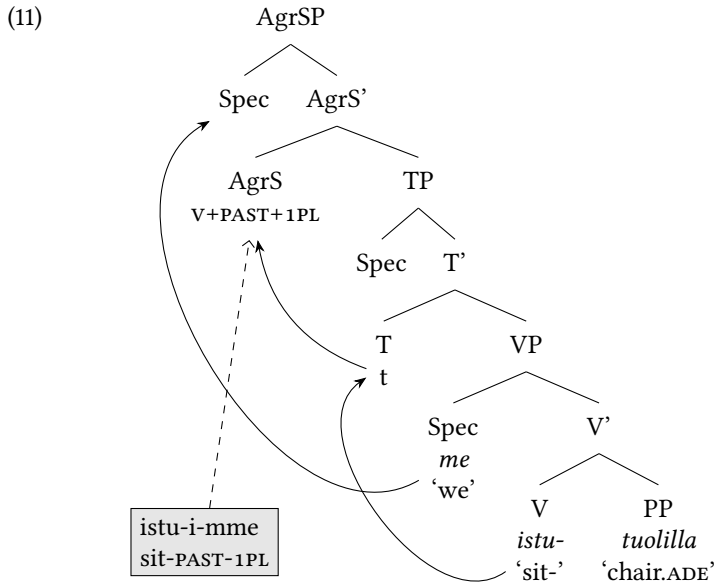 (11)
AgrSP
Spec AgrS’
AgrS TP
V+PAST+1PL
Spec T’
T VP
t
Spec V’
me
‘we’
V PP
istu- tuolilla
‘sit-’ ‘chair.ADE’
istu-i-mme
sit-PAST-1PL